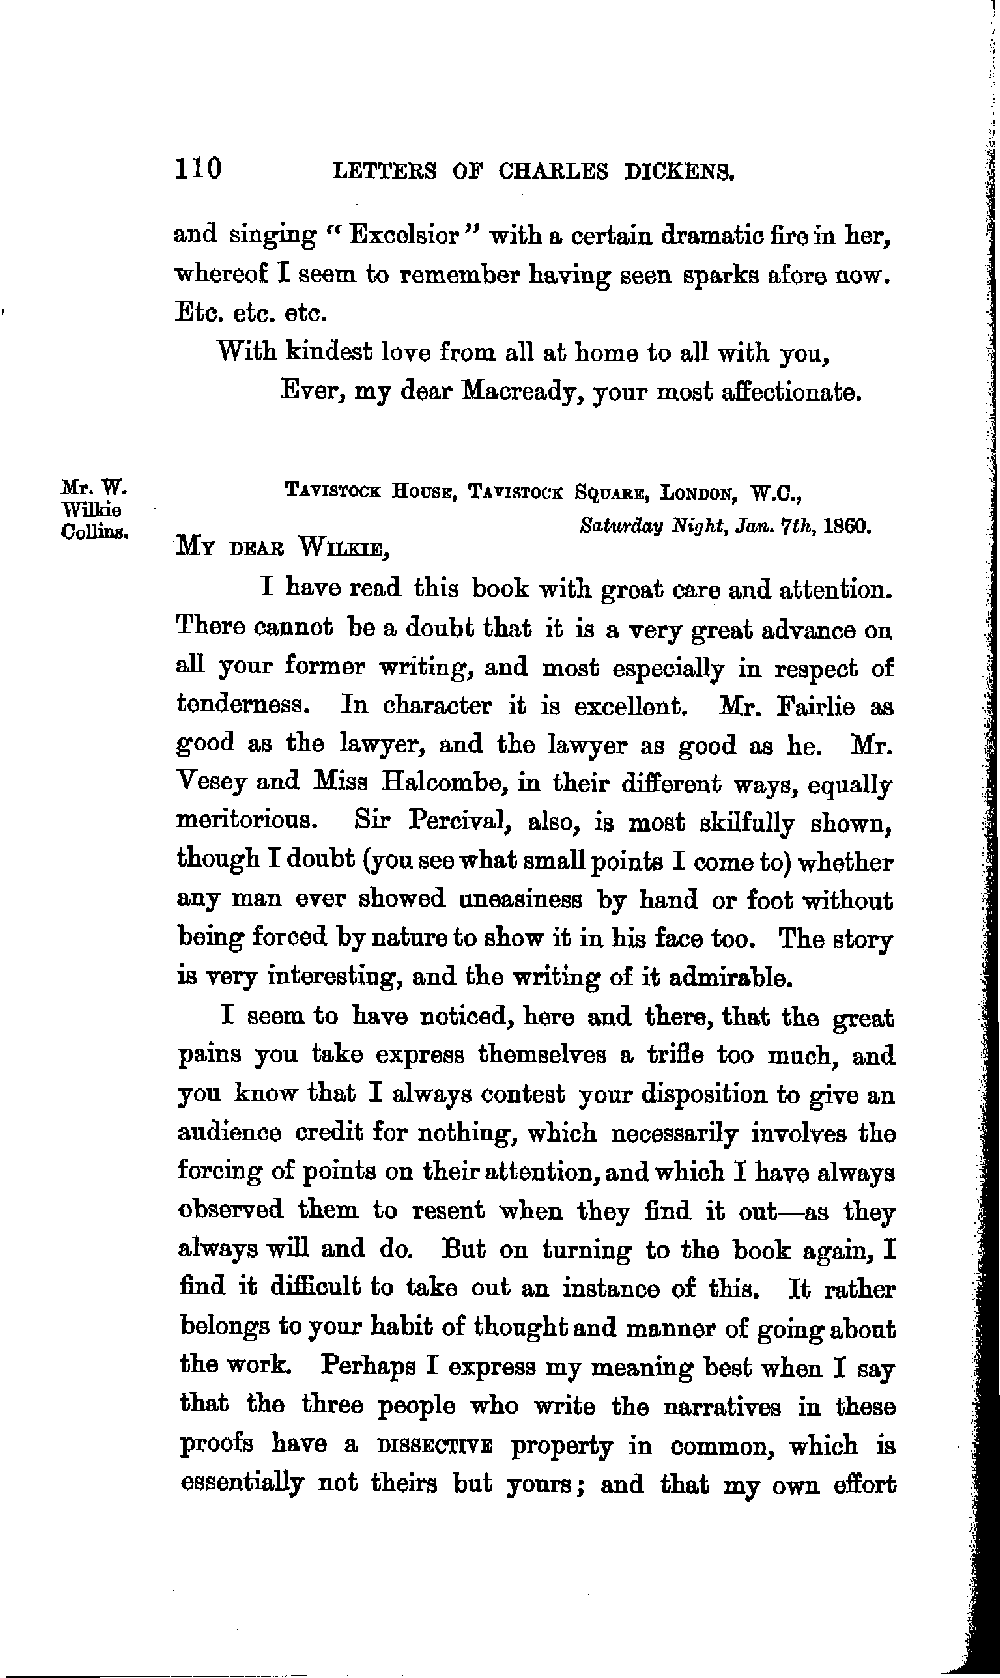 110 LETTERS OF CHARLES DICKENS.
and singing “ Excelsior ” with a certain dramatic fire in her,
whereof I seem to remember having seen sparks afore now.
Etc. etc. etc.
With kindest love from all at home to all with you,
Ever, my dear Macready, your most affectionate.
Mr. W.
Wilkie
Collins.
TAVISTOCK HOUSE, TAVISTOCK SQUARE, LONDON, W.C.,
Saturday Night, Jan. 7th, 1860.
MY DEAR WILKIE,
I have read this book with great care and attention.
There cannot be a doubt that it is a very great advance on
all your former writing, and most especially in respect of
tenderness. In character it is excellent. Mr. Fairlie as
good as the lawyer, and the lawyer as good as he. Mr.
Vesey and Miss Halcombe, in their different ways, equally
meritorious. Sir Percival, also, is most skilfully shown,
though I doubt (you see what small points I come to) whether
any man ever showed uneasiness by hand or foot without
being forced by nature to show it in his face too. The story
is very interesting, and the writing of it admirable.
I seem to have noticed, here and there, that the great
pains you take express themselves a trifle too much, and
you know that I always contest your disposition to give an
audience credit for nothing, which necessarily involves the
forcing of points on their attention, and which I have always
observed them to resent when they find it out—as they
always will and do. But on turning to the book again, I
find it difficult to take out an instance of this. It rather
belongs to your habit of thought and manner of going about
the work. Perhaps I express my meaning best when I say
that the three people who write the narratives in these
proofs have a DISSECTIVE property in common, which is
essentially not theirs but yours; and that my own effort